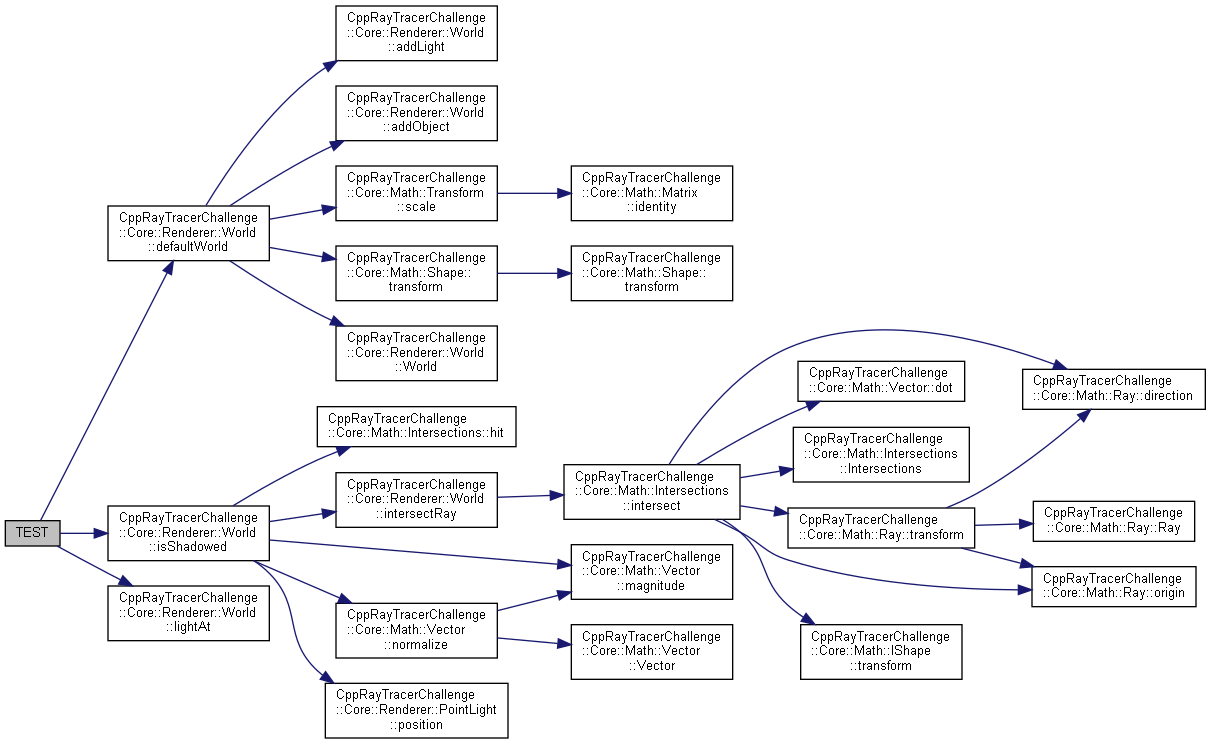 CppRayTracerChallenge
::Core::Renderer::World
::addLight
CppRayTracerChallenge
::Core::Renderer::World
::addObject
CppRayTracerChallenge
::Core::Math::Transform
::scale
CppRayTracerChallenge
::Core::Math::Matrix
::identity
CppRayTracerChallenge
::Core::Renderer::World
::defaultWorld
CppRayTracerChallenge
::Core::Math::Shape::
transform
CppRayTracerChallenge
::Core::Math::Shape::
transform
CppRayTracerChallenge
::Core::Renderer::World
::World
CppRayTracerChallenge
::Core::Math::Vector::dot
CppRayTracerChallenge
::Core::Math::Ray::direction
CppRayTracerChallenge
::Core::Math::Intersections::hit
CppRayTracerChallenge
::Core::Math::Intersections
::Intersections
CppRayTracerChallenge
::Core::Renderer::World
::intersectRay
CppRayTracerChallenge
::Core::Math::Intersections
::intersect
TEST
CppRayTracerChallenge
::Core::Renderer::World
::isShadowed
CppRayTracerChallenge
::Core::Math::Ray::transform
CppRayTracerChallenge
::Core::Math::Ray::Ray
CppRayTracerChallenge
::Core::Math::Vector
::magnitude
CppRayTracerChallenge
::Core::Math::Ray::origin
CppRayTracerChallenge
::Core::Renderer::World
::lightAt
CppRayTracerChallenge
::Core::Math::Vector
::normalize
CppRayTracerChallenge
::Core::Math::Vector
::Vector
CppRayTracerChallenge
::Core::Math::IShape
::transform
CppRayTracerChallenge
::Core::Renderer::PointLight
::position